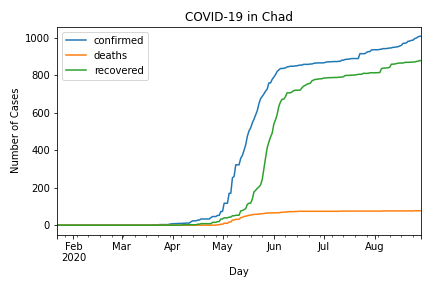 COVID-19 in Chad
confirmed
deaths
recovered
Number of Cases
1000
800
600
400
200
0
Feb Mar Apr May Jun Jul Aug
2020
Day